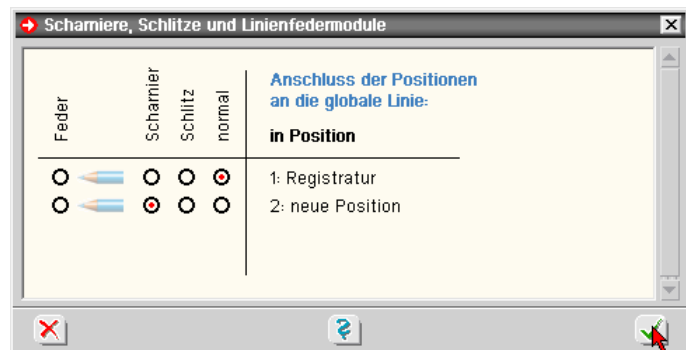 Scharniere, Schlitze und Linienfedermodule
Feder
Scharnier
Schlitz
normal
Anschluss der Positionen
an die globale Linie:
in Position
1: Registratur
2: neue Position